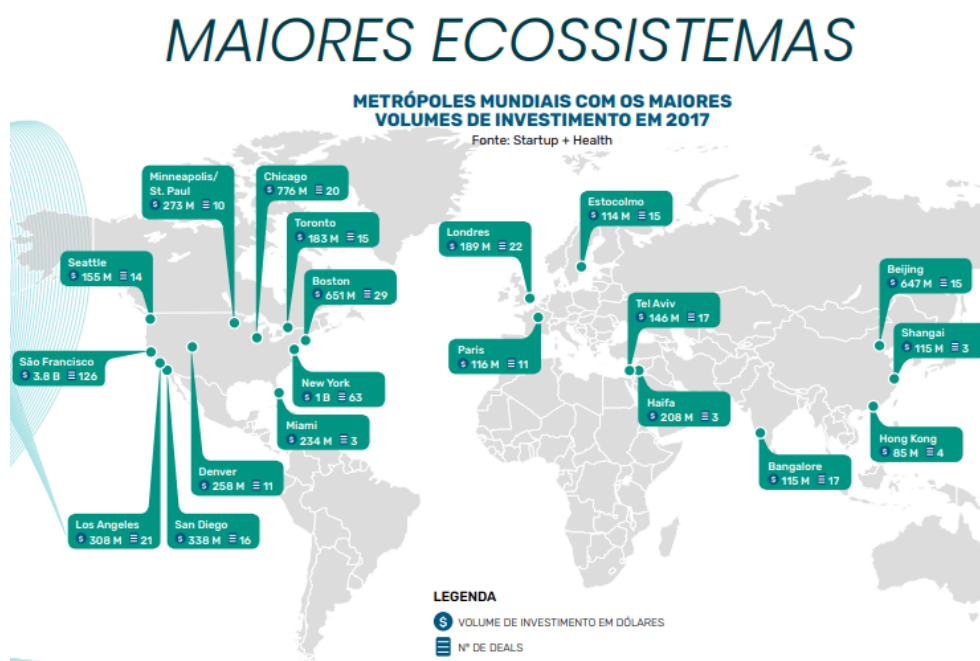 MAIORES ECOSSISTEMAS
METRÓPOLES MUNDIAIS COM OS MAIORES
VOLUMES DE INVESTIMENTO EM 2017
Fonte: Startup + Health
Minneapolis/
St. Paul
$ 273 M 10
Chicago
$ 776 M 20
Toronto
$ 183 M 15
Boston
$ 651 M 29
Seattle
$ 155 M 14
São Francisco
$ 3.8 B 126
New York
$ 1 B 63
Miami
$ 234 M 3
Denver
$ 258 M 11
Los Angeles
$ 308 M 21
San Diego
$ 338 M 16
Estocolmo
$ 114 M 15
Londres
$ 189 M 22
Paris
$ 116 M 11
Tel Aviv
$ 146 M 17
Haifa
$ 208 M 3
Beijing
$ 647 M 15
Shangai
$ 115 M 3
Hong Kong
$ 85 M 4
Bangalore
$ 115 M 17
LEGENDA
$ VOLUME DE INVESTIMENTO EM DÓLARES
N° DE DEALS